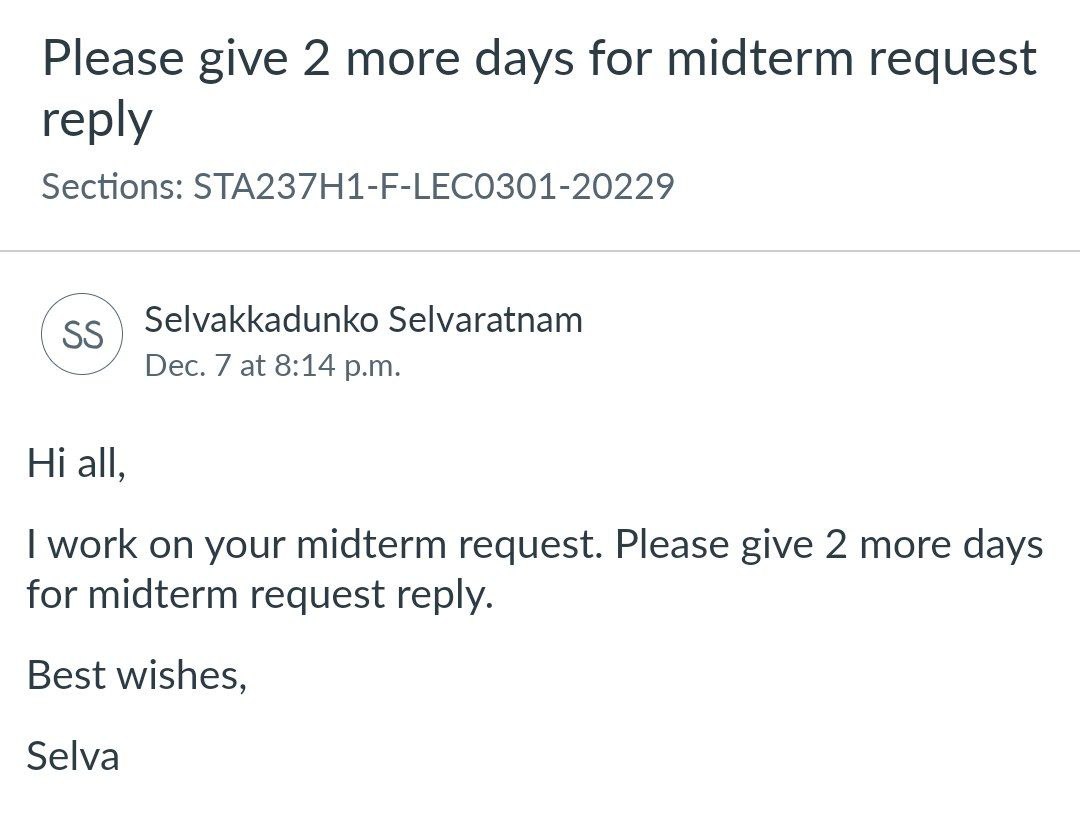 Please give 2 more days for midterm request
reply
Sections: STA237H1-F-LEC0301-20229
SS
Selvakkadunko Selvaratnam
Dec. 7 at 8:14 p.m.
Hi all,
I work on your midterm request. Please give 2 more days
for midterm request reply.
Best wishes,
Selva